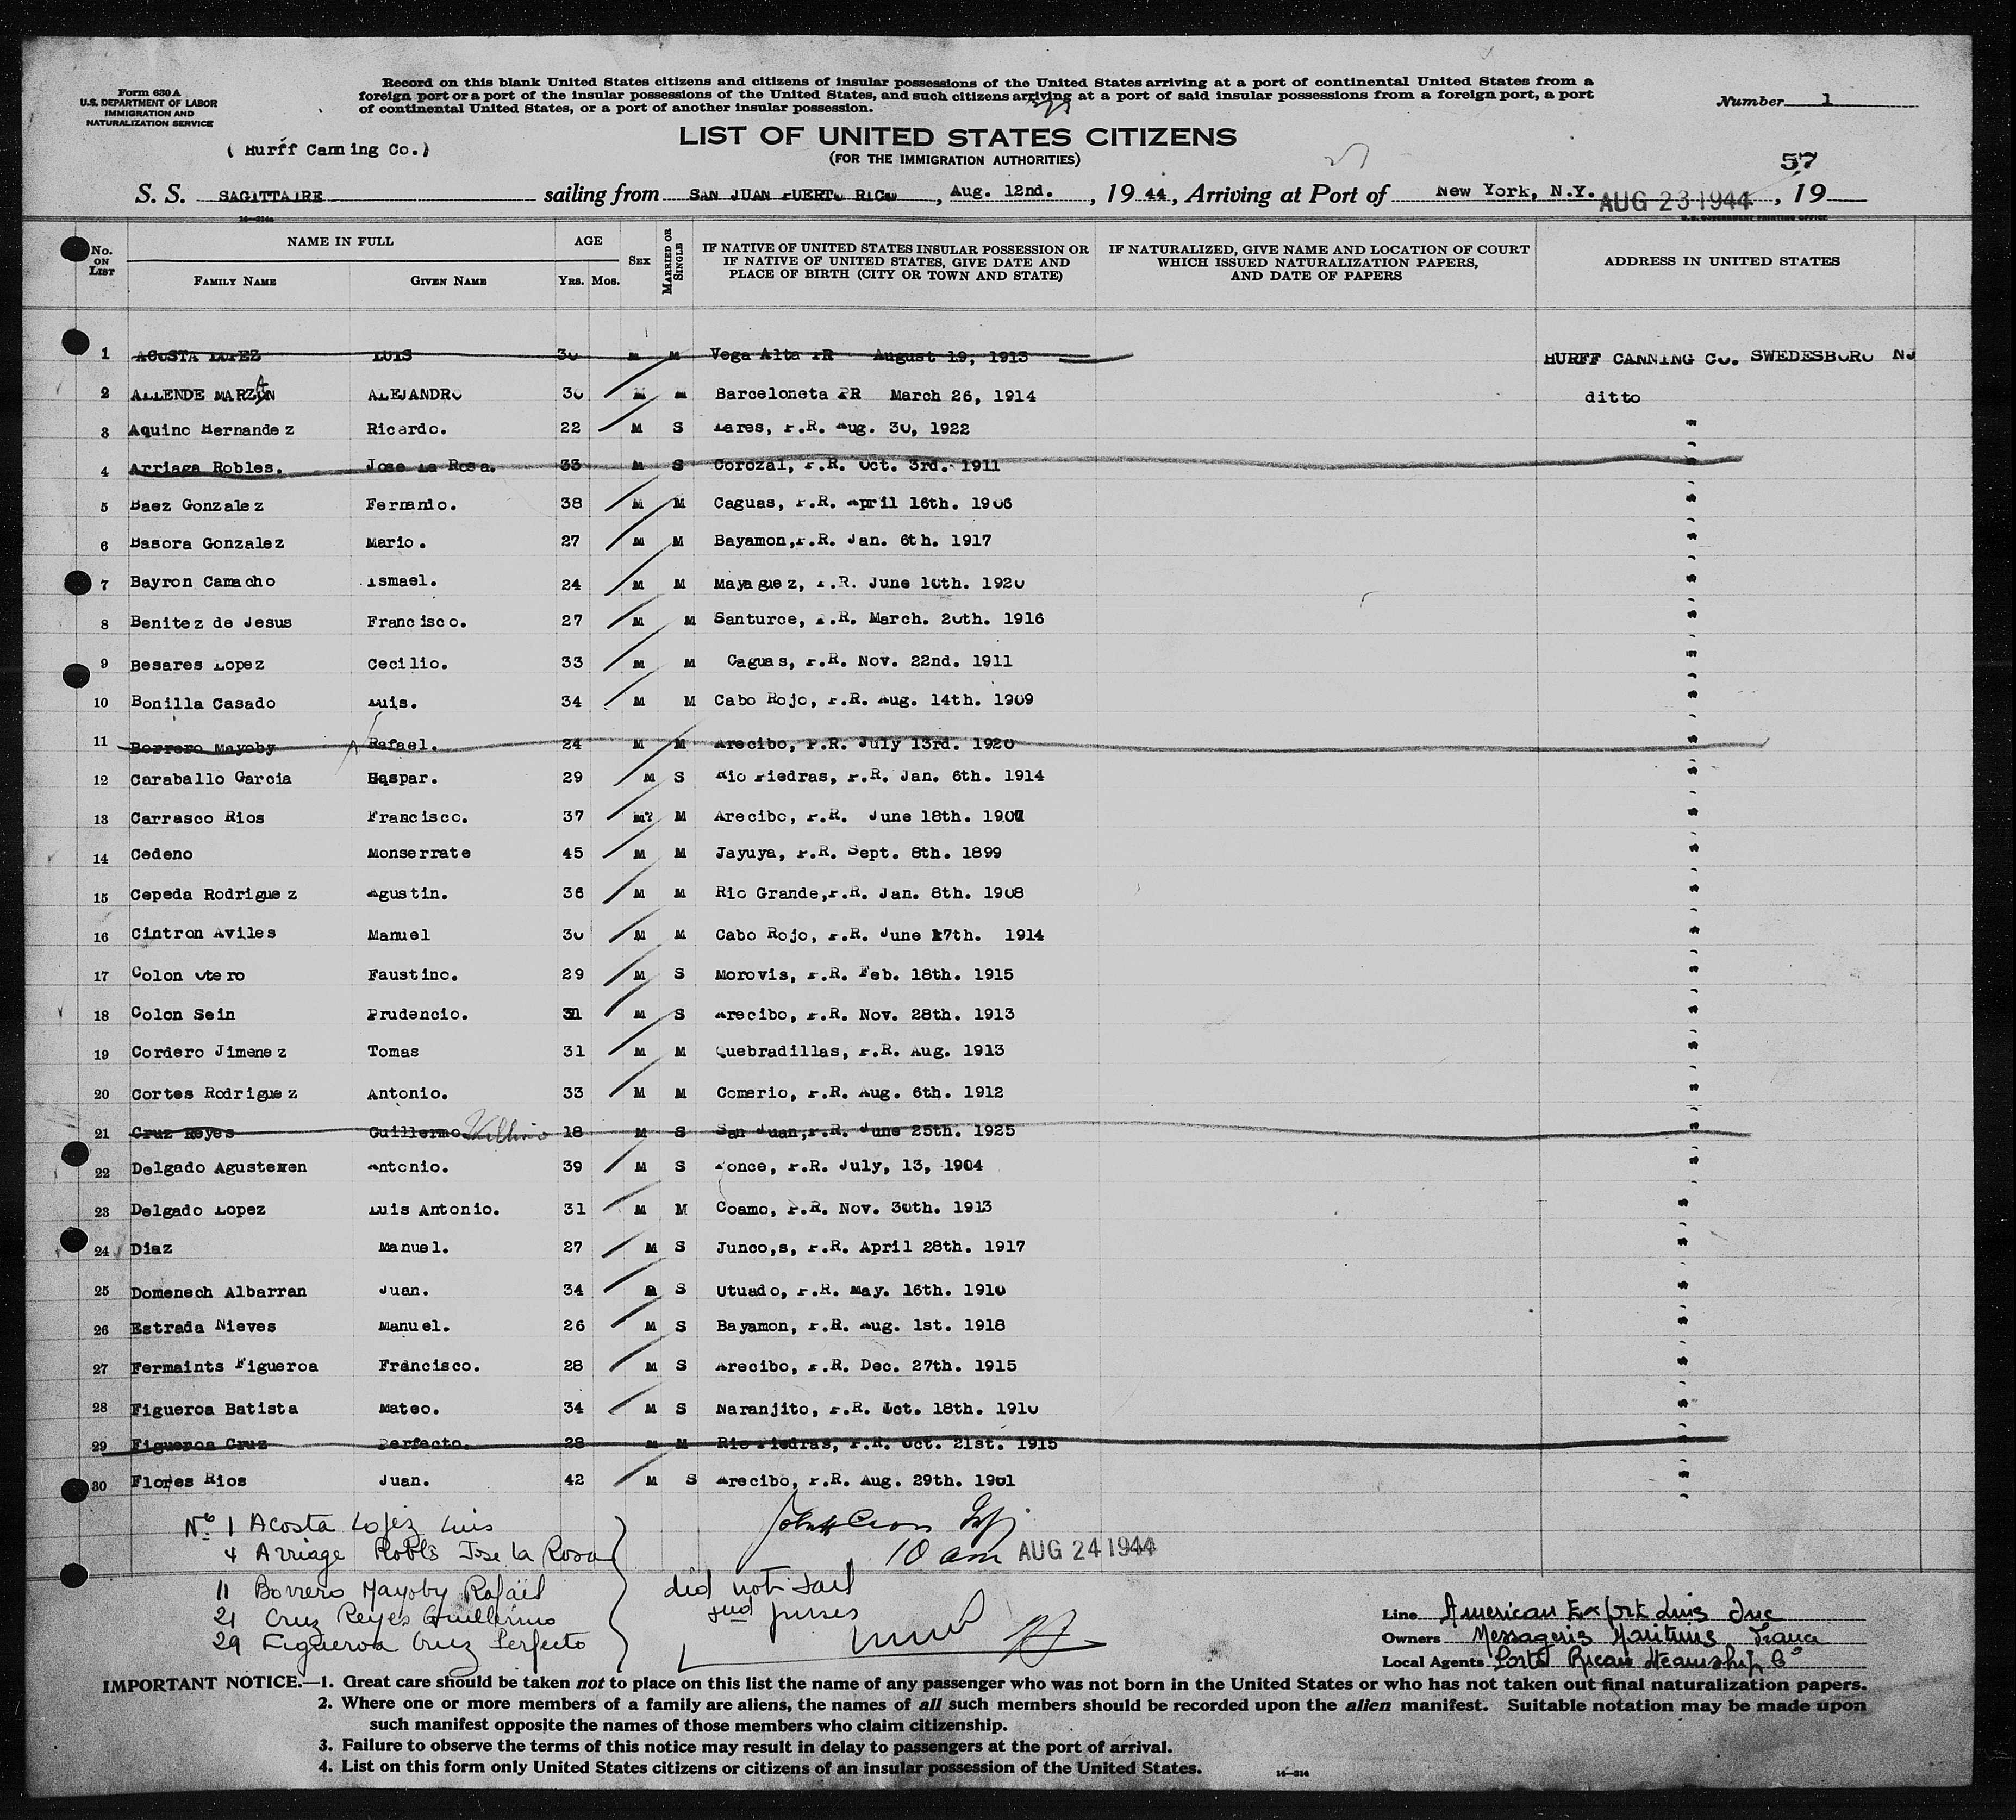 Form 630 A
U.S. DEPARTMENT OF LABOR
IMMIGRATION AND
NATURALIZATION SERVICE
Record on this blank United States citizens and citizens of insular possessions of the United States arriving at a port of continental United States from a
foreign port or a port of the insular possessions of the United States, and such citizens arriving at a port of said insular possessions from a foreign port, a port
of continental United States, or a port of another insular possession.
Number 1
( Hurff Canning Co.)
LIST OF UNITED STATES CITIZENS
(FOR THE IMMIGRATION AUTHORITIES)
57
S. S. SAGITTAIRE sailing from SAN JUAN PUERTO RICO, Aug. 12nd., 1944, Arriving at Port of New York, N.Y. AUG 23 1944, 19
16—314a U.S. GOVERNMENT PRINTING OFFICE
No. ON LIST NAME IN FULL FAMILY NAME GIVEN NAME AGE YRS. MOS. SEX MARRIED OR SINGLE IF NATIVE OF UNITED STATES INSULAR POSSESSION OR IF NATIVE OF UNITED STATES, GIVE DATE AND PLACE OF BIRTH (CITY OR TOWN AND STATE) IF NATURALIZED, GIVE NAME AND LOCATION OF COURT WHICH ISSUED NATURALIZATION PAPERS, AND DATE OF PAPERS ADDRESS IN UNITED STATES
1 ACOSTA LOPEZ LUIS 30 M M Vega Alta PR August 19, 1913 HURFF CANNING CO. SWEDESBORO NJ
2 ALLENDE MARZAN ALEJANDRO 30 M M Barceloneta PR March 26, 1914 ditto
3 Aquino Hernandez Ricardo. 22 M S Lares, P.R. Aug. 30, 1922 "
4 Arriaga Robles, Jose La Rosa. 33 M S Corozal, P.R. Oct. 3rd. 1911 "
5 Baez Gonzalez Fernando. 38 M M Caguas, P.R. April 16th. 1906 "
6 Basora Gonzalez Mario. 27 M M Bayamon,P.R. Jan. 6th. 1917 "
7 Bayron Camacho Ismael. 24 M M Mayaguez, P.R. June 10th. 1920 "
8 Benitez de Jesus Francisco. 27 M M Santurce, P.R. March. 20th. 1916 "
9 Besares Lopez Cecilio. 33 M M Caguas, P.R. Nov. 22nd. 1911 "
10 Bonilla Casado Luis. 34 M M Cabo Rojo, P.R. Aug. 14th. 1909 "
11 Borrero Mayoby Rafael. 24 M M Arecibo, P.R. July 13rd. 1920 "
12 Caraballo Garcia Gaspar. 29 M S Rio Piedras, P.R. Jan. 6th. 1914 "
13 Carrasco Rios Francisco. 37 M? M Arecibo, P.R. June 18th. 1907 "
14 Cedeno Monserrate 45 M M Jayuya, P.R. Sept. 8th. 1899 "
15 Cepeda Rodriguez Agustin. 36 M M Rio Grande,P.R. Jan. 8th. 1908 "
16 Cintron Aviles Manuel 30 M M Cabo Rojo, P.R. June 17th. 1914 "
17 Colon Otero Faustino. 29 M S Morovis, P.R. Feb. 18th. 1915 "
18 Colon Sein Prudencio. 31 M S Arecibo, P.R. Nov. 28th. 1913 "
19 Cordero Jimenez Tomas 31 M M Quebradillas, P.R. Aug. 1913 "
20 Cortes Rodriguez Antonio. 33 M M Comerio, P.R. Aug. 6th. 1912 "
21 Cruz Reyes Guillermo 18 M S San Juan,P.R. June 25th. 1925 "
22 Delgado Agustemen Antonio. 39 M S Ponce, P.R. July, 13, 1904 "
23 Delgado Lopez Luis Antonio. 31 M M Coamo, P.R. Nov. 30th. 1913 "
24 Diaz Manuel. 27 M S Junco,s, P.R. April 28th. 1917 "
25 Domenech Albarran Juan. 34 M S Utuado, P.R. May. 16th. 1910 "
26 Estrada Nieves Manuel. 26 M S Bayamon, P.R. Aug. 1st. 1918 "
27 Fermaints Figueroa Francisco. 28 M S Arecibo, P.R. Dec. 27th. 1915 "
28 Figueroa Batista Mateo. 34 M S Naranjito, P.R. Oct. 18th. 1910 "
29 Figueroa Cruz Perfecto. 28 M M Rio Piedras, P.R. Oct. 21st. 1915 "
30 Flores Rios Juan. 42 M S Arecibo, P.R. Aug. 29th. 1901 "
No. 1 Acosta Lopez Luis
4 Arriage Robls Jose La Rosa 10 am AUG 24 1944
11 Borrero Mayoby Rafael did not sail
21 Cruz Reyes Guillermo
29 Figueroa Cruz Perfecto
Line American Export Lines Inc
Owners Messageries Maritimes France
Local Agents Porto Rican Steamship Co
IMPORTANT NOTICE.—1. Great care should be taken not to place on this list the name of any passenger who was not born in the United States or who has not taken out final naturalization papers.
2. Where one or more members of a family are aliens, the names of all such members should be recorded upon the alien manifest. Suitable notation may be made upon
such manifest opposite the names of those members who claim citizenship.
3. Failure to observe the terms of this notice may result in delay to passengers at the port of arrival.
4. List on this form only United States citizens or citizens of an insular possession of the United States.
16—314